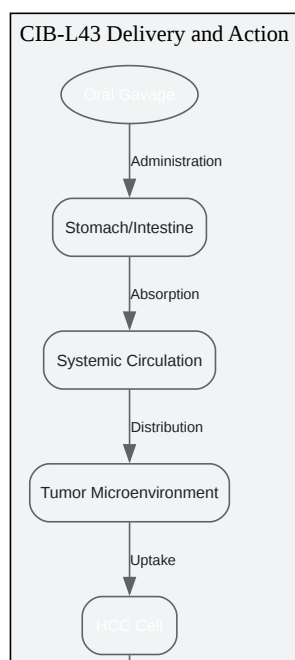 CIB-L43 Delivery and Action
Oral Gavage
Administration
Stomach/Intestine
Absorption
Systemic Circulation
Distribution
Tumor Microenvironment
Uptake
HCC Cell